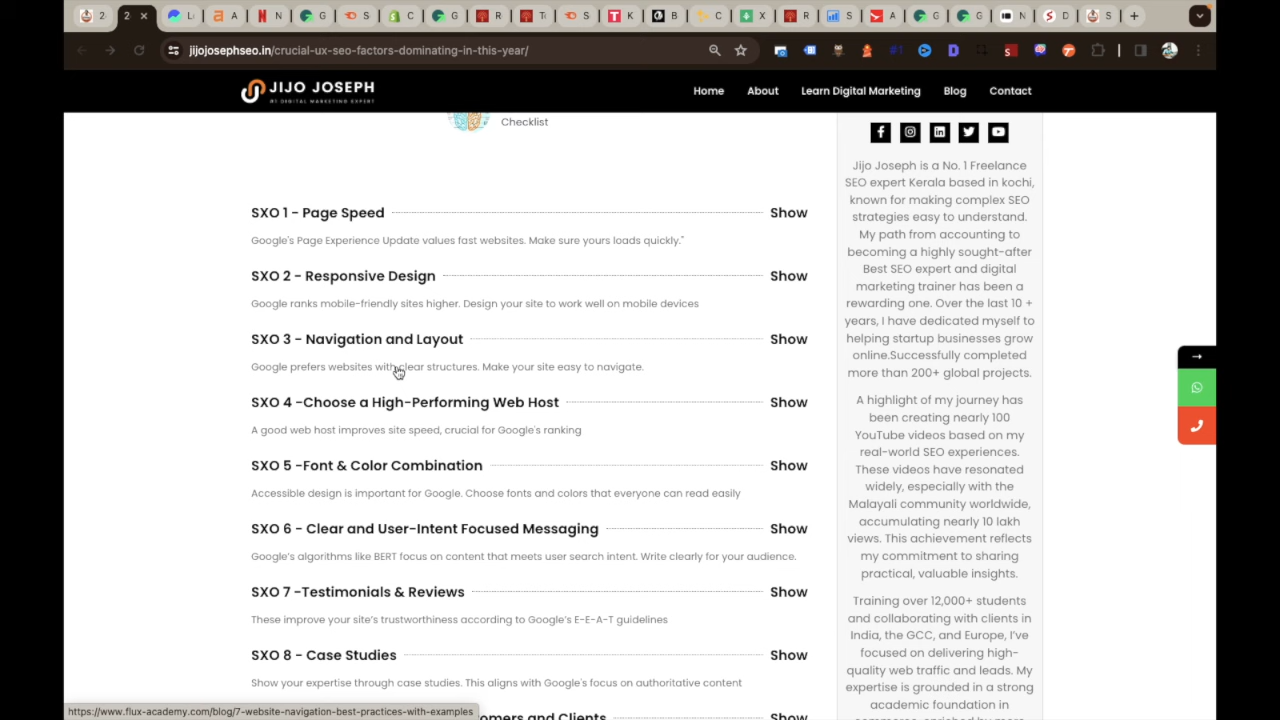 2
2
L
A
N
G
S
C
G
R
T
S
K
B
C
X
R
S
A
G
G
N
D
S
jijojosephseo.in/crucial-ux-seo-factors-dominating-in-this-year/
JIJO JOSEPH
#1 DIGITAL MARKETING EXPERT
Home
About
Learn Digital Marketing
Blog
Contact
Checklist
SXO 1 - Page Speed
Show
Google's Page Experience Update values fast websites. Make sure yours loads quickly."
SXO 2 - Responsive Design
Show
Google ranks mobile-friendly sites higher. Design your site to work well on mobile devices
SXO 3 - Navigation and Layout
Show
Google prefers websites with clear structures. Make your site easy to navigate.
SXO 4 -Choose a High-Performing Web Host
Show
A good web host improves site speed, crucial for Google's ranking
SXO 5 -Font & Color Combination
Show
Accessible design is important for Google. Choose fonts and colors that everyone can read easily
SXO 6 - Clear and User-Intent Focused Messaging
Show
Google's algorithms like BERT focus on content that meets user search intent. Write clearly for your audience.
SXO 7 -Testimonials & Reviews
Show
These improve your site's trustworthiness according to Google's E-E-A-T guidelines
SXO 8 - Case Studies
Show
Show your expertise through case studies. This aligns with Google's focus on authoritative content
omers and Clients
Show
https://www.flux-academy.com/blog/7-website-navigation-best-practices-with-examples
Jijo Joseph is a No. 1 Freelance
SEO expert Kerala based in kochi,
known for making complex SEO
strategies easy to understand.
My path from accounting to
becoming a highly sought-after
Best SEO expert and digital
marketing trainer has been a
rewarding one. Over the last 10 +
years, I have dedicated myself to
helping startup businesses grow
online.Successfully completed
more than 200+ global projects.
A highlight of my journey has
been creating nearly 100
YouTube videos based on my
real-world SEO experiences.
These videos have resonated
widely, especially with the
Malayali community worldwide,
accumulating nearly 10 lakh
views. This achievement reflects
my commitment to sharing
practical, valuable insights.
Training over 12,000+ students
and collaborating with clients in
India, the GCC, and Europe, I've
focused on delivering high-
quality web traffic and leads. My
expertise is grounded in a strong
academic foundation in